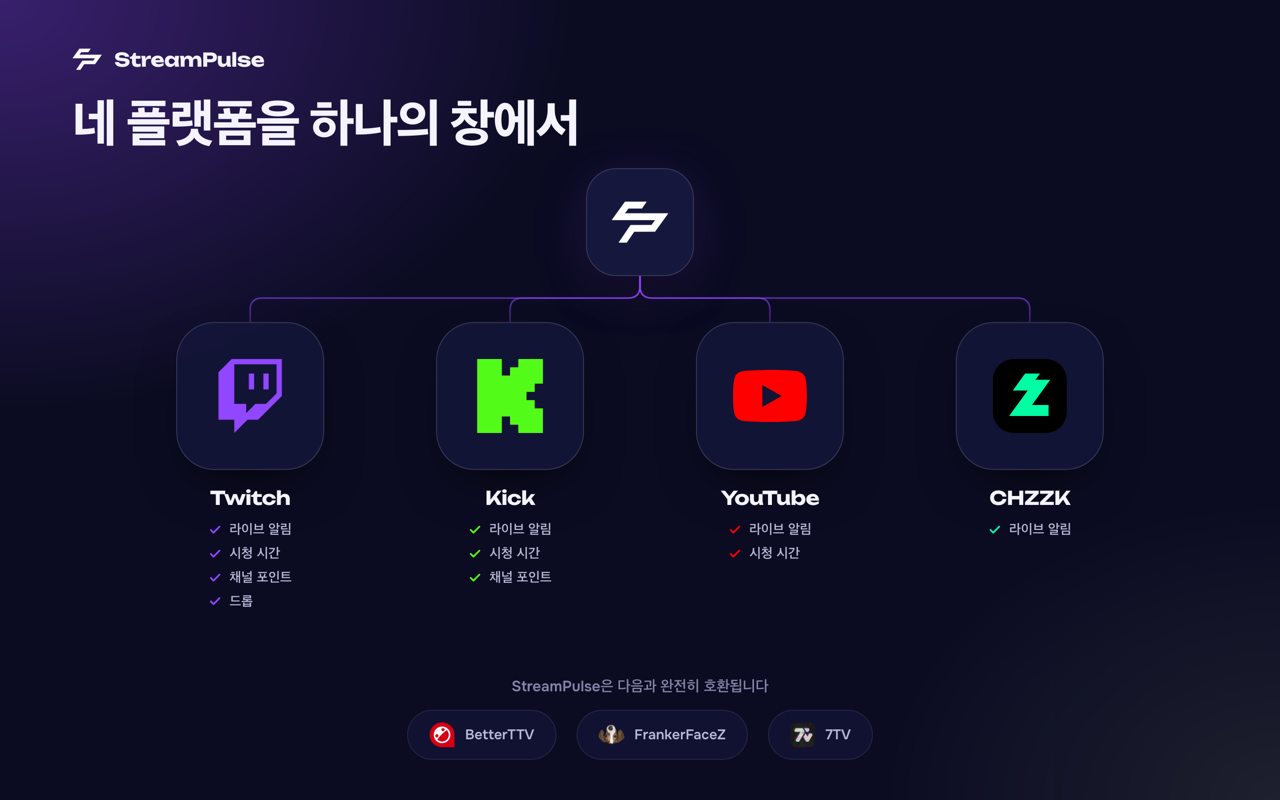 StreamPulse
네 플랫폼을 하나의 창에서
Twitch
라이브 알림
시청 시간
채널 포인트
드롭
Kick
라이브 알림
시청 시간
채널 포인트
YouTube
라이브 알림
시청 시간
CHZZK
라이브 알림
StreamPulse은 다음과 완전히 호환됩니다
BetterTTV
FrankerFaceZ
7TV